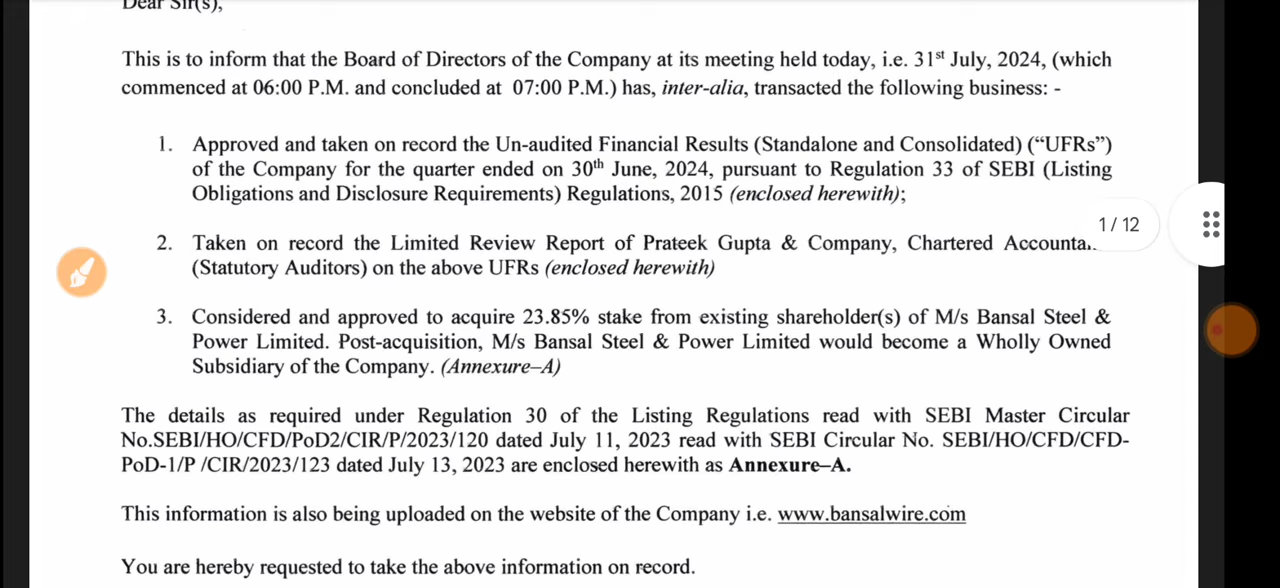 Dear Sir(s),
This is to inform that the Board of Directors of the Company at its meeting held today, i.e. 31st July, 2024, (which
commenced at 06:00 P.M. and concluded at 07:00 P.M.) has, inter-alia, transacted the following business: -
1. Approved and taken on record the Un-audited Financial Results (Standalone and Consolidated) (“UFRs”)
of the Company for the quarter ended on 30th June, 2024, pursuant to Regulation 33 of SEBI (Listing
Obligations and Disclosure Requirements) Regulations, 2015 (enclosed herewith);
1 / 12
2. Taken on record the Limited Review Report of Prateek Gupta & Company, Chartered
(Statutory Auditors) on the above UFRs (enclosed herewith)
3. Considered and approved to acquire 23.85% stake from existing shareholder(s) of M/s Bansal Steel &
Power Limited. Post-acquisition, M/s Bansal Steel & Power Limited would become a Wholly Owned
Subsidiary of the Company. (Annexure–A)
The details as required under Regulation 30 of the Listing Regulations read with SEBI Master Circular
No.SEBI/HO/CFD/PoD2/CIR/P/2023/120 dated July 11, 2023 read with SEBI Circular No. SEBI/HO/CFD/CFD-
PoD-1/P /CIR/2023/123 dated July 13, 2023 are enclosed herewith as Annexure–A.
This information is also being uploaded on the website of the Company i.e. www.bansalwire.com
You are hereby requested to take the above information on record.